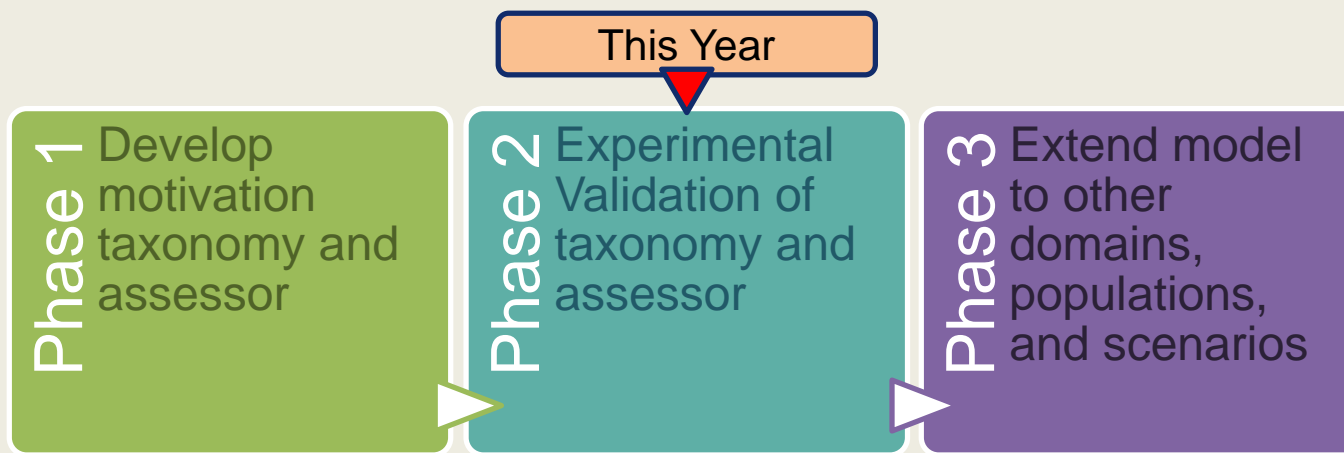 This Year
Phase 1
Develop
motivation
taxonomy and
assessor
Phase 2
Experimental
Validation of
taxonomy and
assessor
Phase 3
Extend model
to other
domains,
populations,
and scenarios